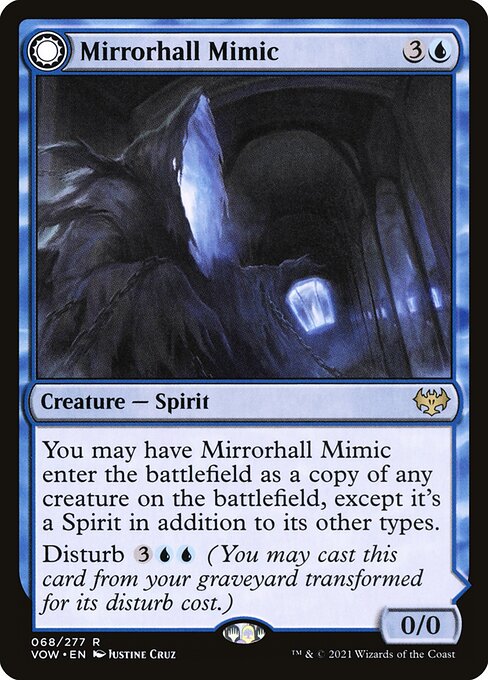 Mirrorhall Mimic 3
Creature — Spirit
You may have Mirrorhall Mimic
enter the battlefield as a copy of any
creature on the battlefield, except it's
a Spirit in addition to its other types.
Disturb 3 (You may cast this
card from your graveyard transformed
for its disturb cost.)
0/0
068/277 R
VOW • EN Justine Cruz
™ & © 2021 Wizards of the Coast